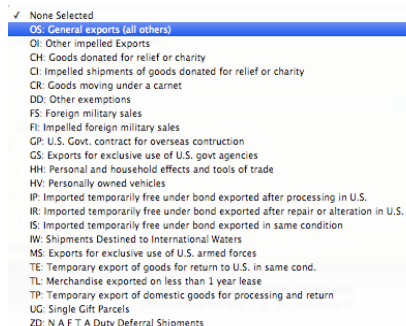 ✓ None Selected
OS: General exports (all others)
OI: Other impelled Exports
CH: Goods donated for relief or charity
CI: Impelled shipments of goods donated for relief or charity
CR: Goods moving under a carnet
DD: Other exemptions
FS: Foreign military sales
FI: Impelled foreign military sales
GP: U.S. Govt. contract for overseas contruction
GS: Exports for exclusive use of U.S. govt agencies
HH: Personal and household effects and tools of trade
HV: Personally owned vehicles
IP: Imported temporarily free under bond exported after processing in U.S.
IR: Imported temporarily free under bond exported after repair or alteration in U.S.
IS: Imported temporarily free under bond exported in same condition
IW: Shipments Destined to International Waters
MS: Exports for exclusive use of U.S. armed forces
TE: Temporary export of goods for return to U.S. in same cond.
TL: Merchandise exported on less than 1 year lease
TP: Temporary export of domestic goods for processing and return
UG: Single Gift Parcels
ZD: N A F T A Duty Deferral Shipments